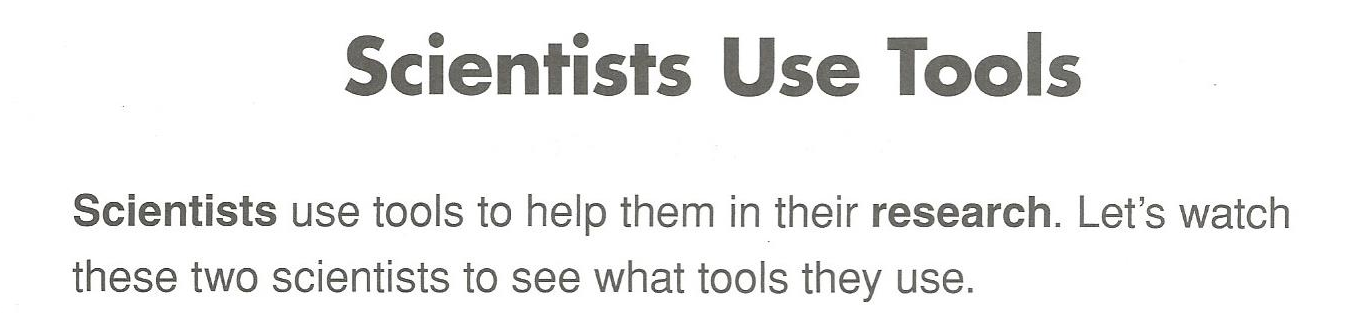 Scientists Use Tools
Scientists use tools to help them in their research. Let’s watch
these two scientists to see what tools they use.